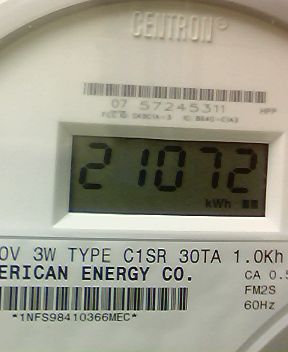 CENTRON®
07 57245311
HPP
21072
kWh
0V 3W TYPE C1SR 30TA 1.0Kh
ERICAN ENERGY CO.
CA 0.5
FM2S
60Hz
*1NFS98410366MEC*